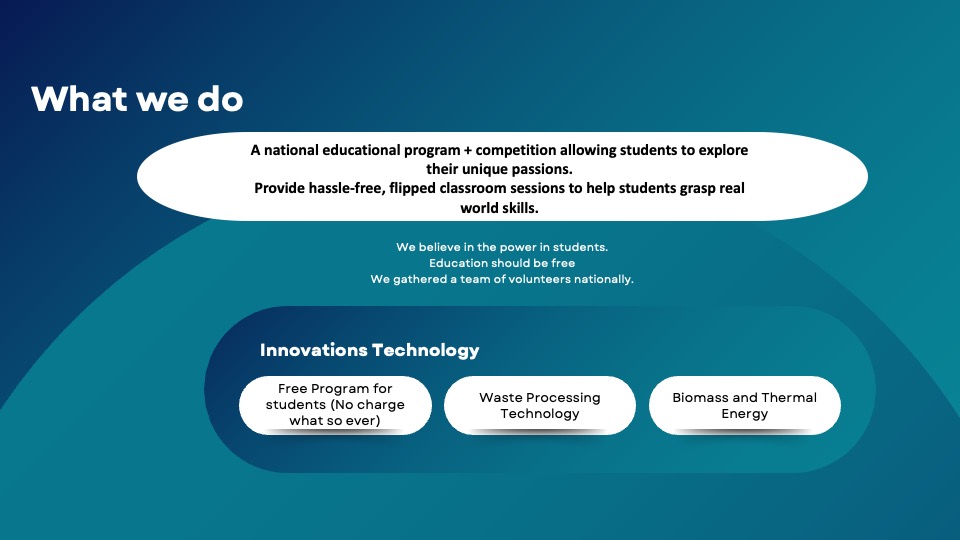 What we do
A national educational program + competition allowing students to explore
their unique passions.
Provide hassle-free, flipped classroom sessions to help students grasp real
world skills.
We believe in the power in students.
Education should be free
We gathered a team of volunteers nationally.
Innovations Technology
Free Program for
students (No charge
what so ever)
Waste Processing
Technology
Biomass and Thermal
Energy